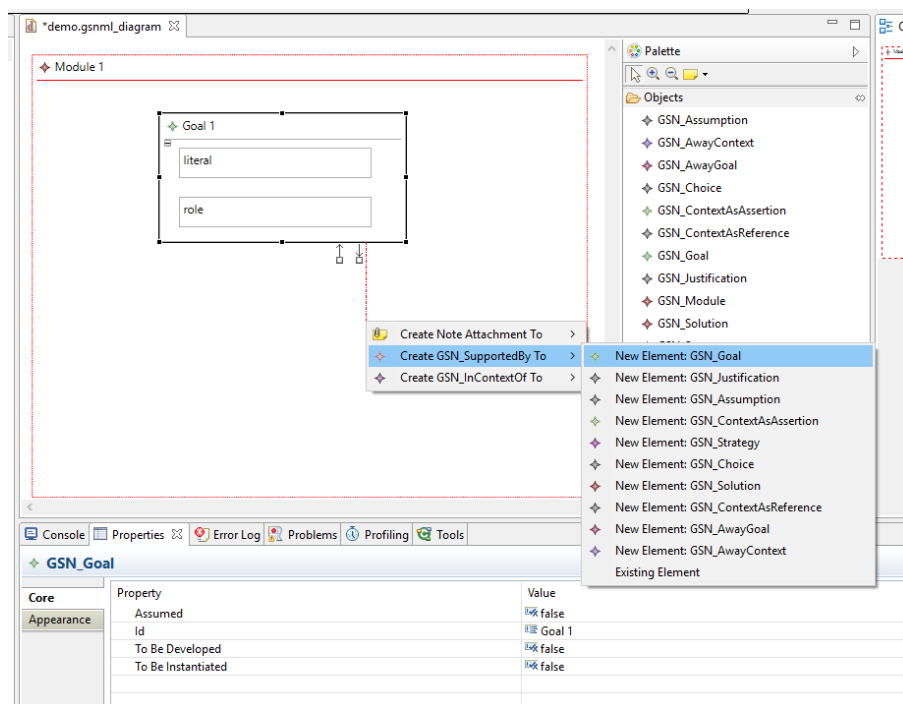 *demo.gsnml_diagram
Module 1
Goal 1
literal
role
Palette
Objects
GSN_Assumption
GSN_AwayContext
GSN_AwayGoal
GSN_Choice
GSN_ContextAsAssertion
GSN_ContextAsReference
GSN_Goal
GSN_Justification
GSN_Module
GSN_Solution
Create Note Attachment To
Create GSN_SupportedBy To
Create GSN_InContextOf To
New Element: GSN_Goal
New Element: GSN_Justification
New Element: GSN_Assumption
New Element: GSN_ContextAsAssertion
New Element: GSN_Strategy
New Element: GSN_Choice
New Element: GSN_Solution
New Element: GSN_ContextAsReference
New Element: GSN_AwayGoal
New Element: GSN_AwayContext
Existing Element
Console Properties Error Log Problems Profiling Tools
GSN_Goal
Core
Appearance
Property Value
Assumed false
Id Goal 1
To Be Developed false
To Be Instantiated false